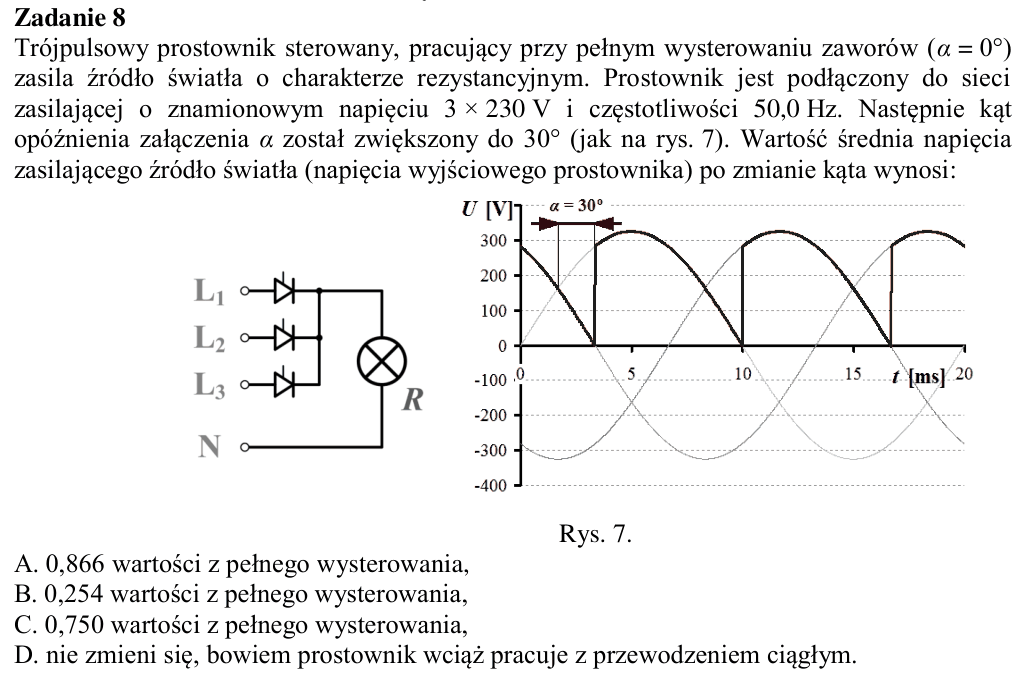 Zadanie 8
Trójpulsowy prostownik sterowany, pracujący przy pełnym wysterowaniu zaworów (α = 0°)
zasila źródło światła o charakterze rezystancyjnym. Prostownik jest podłączony do sieci
zasilającej o znamionowym napięciu 3 × 230 V i częstotliwości 50,0 Hz. Następnie kąt
opóźnienia załączenia α został zwiększony do 30° (jak na rys. 7). Wartość średnia napięcia
zasilającego źródło światła (napięcia wyjściowego prostownika) po zmianie kąta wynosi:
L1
L2
L3
N
R
U [V]
α = 30°
300
200
100
0
-100
-200
-300
-400
0 5 10 15 t [ms] 20
Rys. 7.
A. 0,866 wartości z pełnego wysterowania,
B. 0,254 wartości z pełnego wysterowania,
C. 0,750 wartości z pełnego wysterowania,
D. nie zmieni się, bowiem prostownik wciąż pracuje z przewodzeniem ciągłym.